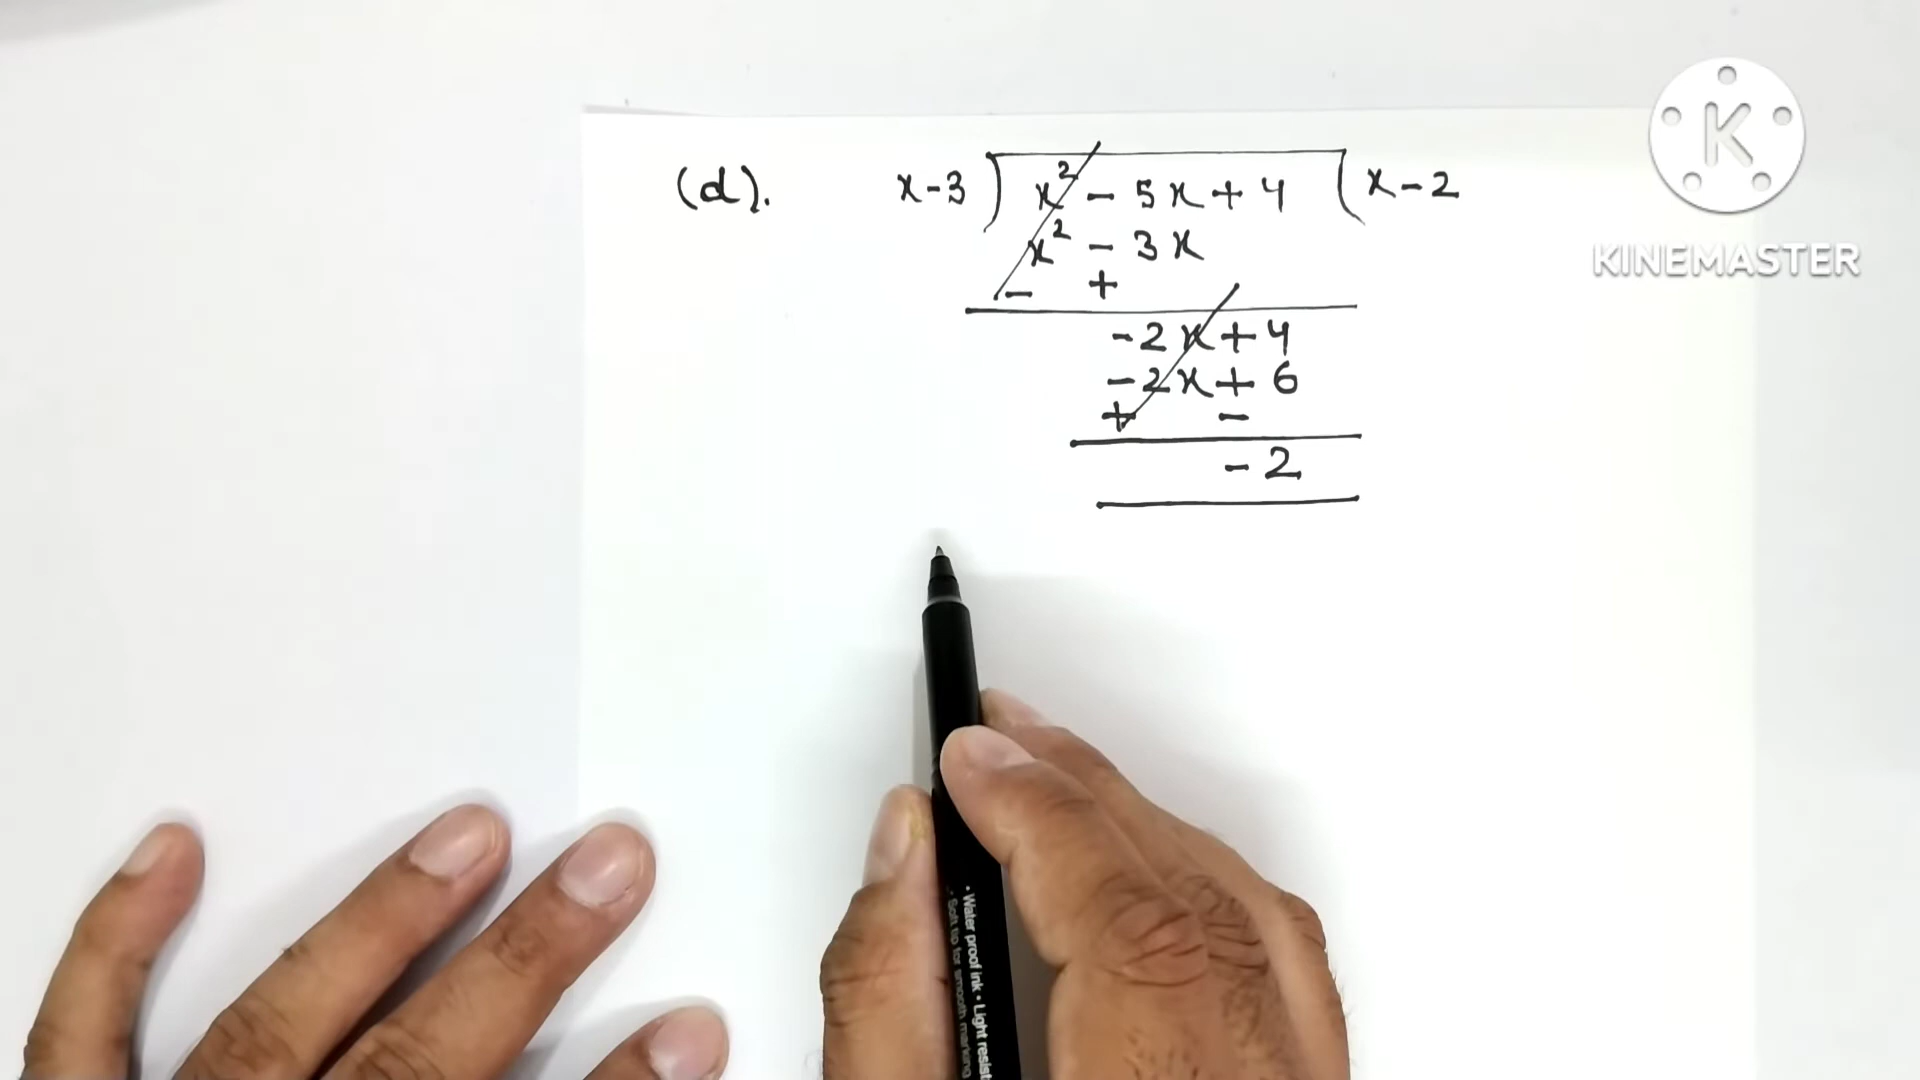 (d). x-3 ) x² - 5x + 4 ( x - 2
x² - 3x
- +
-2x + 4
-2x + 6
+ -
-2
K
KINEMASTER
• Water proof ink • Light resist
• Soft tip for smooth marking